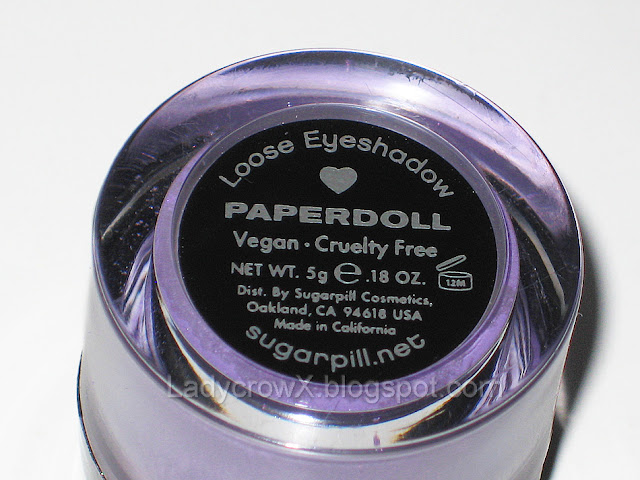 Loose Eyeshadow
PAPERDOLL
Vegan · Cruelty Free
NET WT. 5g ℮ .18 OZ.
12M
Dist. By Sugarpill Cosmetics,
Oakland, CA 94618 USA
Made in California
sugarpill.net
LadycrowX.blogspot.com